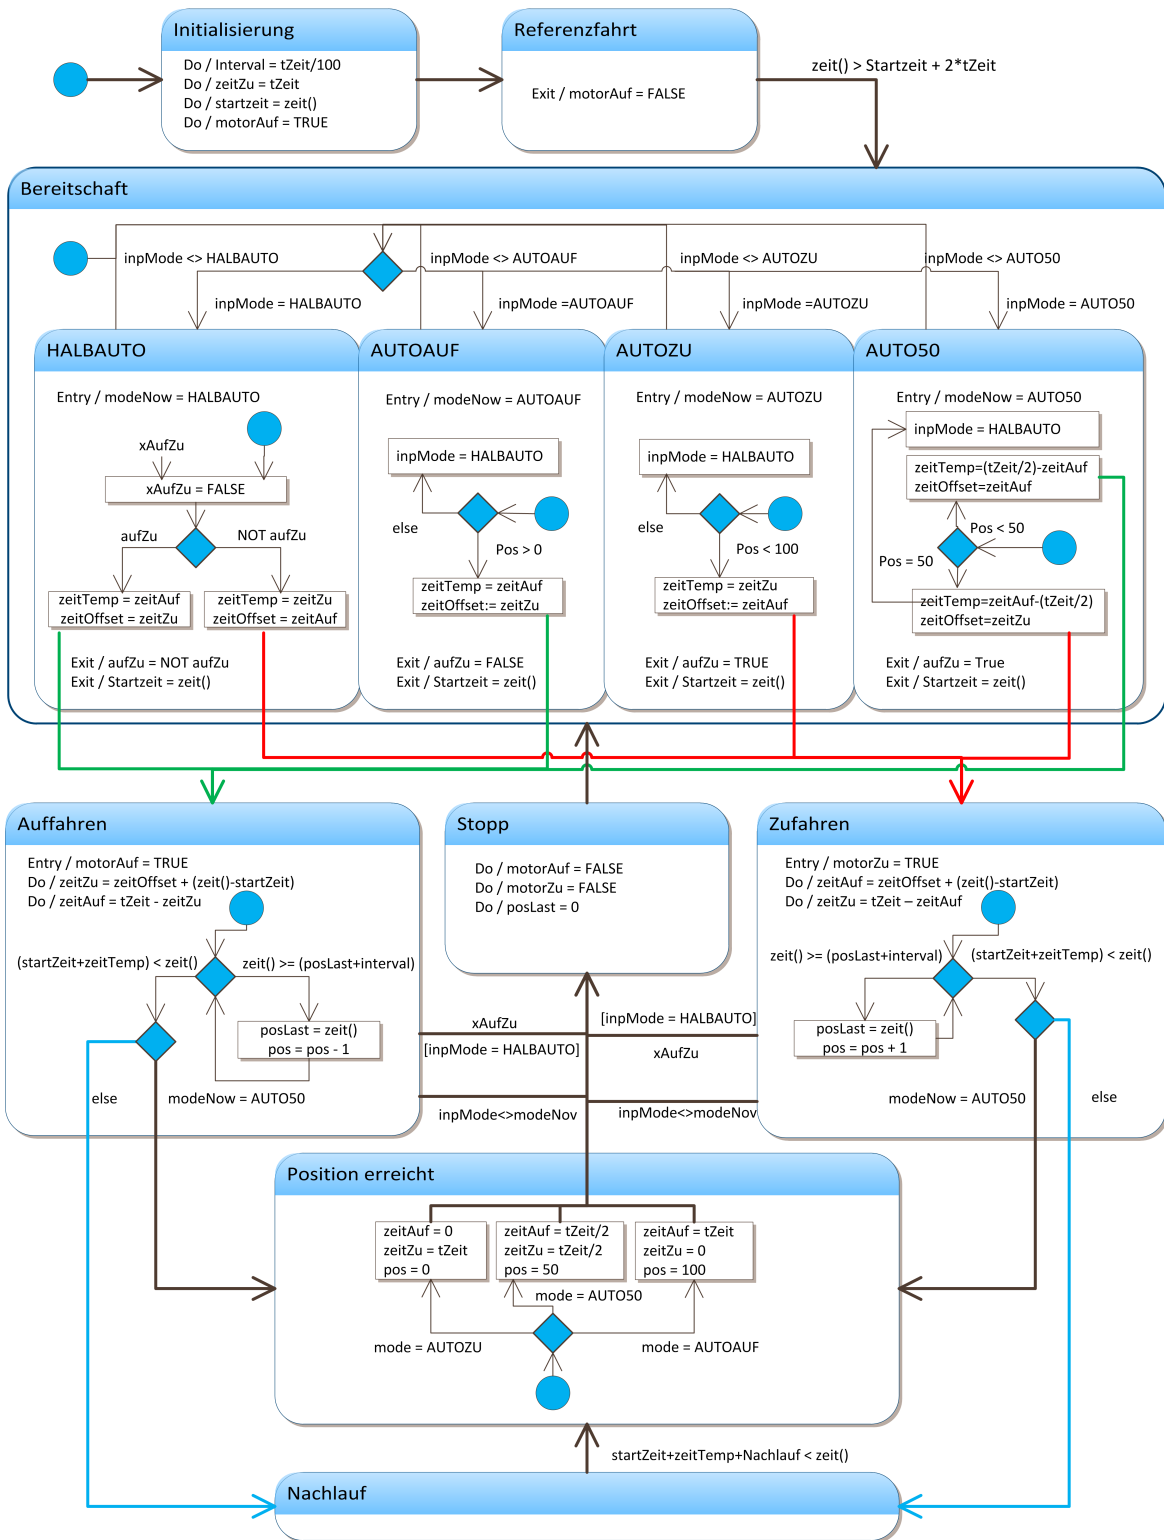 Initialisierung
Do / Interval = tZeit/100
Do / zeitZu = tZeit
Do / startzeit = zeit()
Do / motorAuf = TRUE
Referenzfahrt
Exit / motorAuf = FALSE
zeit() > Startzeit + 2*tZeit
Bereitschaft
inpMode <> HALBAUTO
inpMode <> AUTOAUF
inpMode <> AUTOZU
inpMode <> AUTO50
inpMode = HALBAUTO
inpMode =AUTOAUF
inpMode =AUTOZU
inpMode = AUTO50
HALBAUTO
Entry / modeNow = HALBAUTO
xAufZu
xAufZu = FALSE
aufZu
NOT aufZu
zeitTemp = zeitAuf
zeitOffset = zeitZu
zeitTemp = zeitZu
zeitOffset = zeitAuf
Exit / aufZu = NOT aufZu
Exit / Startzeit = zeit()
AUTOAUF
Entry / modeNow = AUTOAUF
inpMode = HALBAUTO
else
Pos > 0
zeitTemp = zeitAuf
zeitOffset:= zeitZu
Exit / aufZu = FALSE
Exit / Startzeit = zeit()
AUTOZU
Entry / modeNow = AUTOZU
inpMode = HALBAUTO
else
Pos < 100
zeitTemp = zeitZu
zeitOffset:= zeitAuf
Exit / aufZu = TRUE
Exit / Startzeit = zeit()
AUTO50
Entry / modeNow = AUTO50
inpMode = HALBAUTO
zeitTemp=(tZeit/2)-zeitAuf
zeitOffset=zeitAuf
Pos < 50
Pos = 50
zeitTemp=zeitAuf-(tZeit/2)
zeitOffset=zeitZu
Exit / aufZu = True
Exit / Startzeit = zeit()
Auffahren
Entry / motorAuf = TRUE
Do / zeitZu = zeitOffset + (zeit()-startZeit)
Do / zeitAuf = tZeit - zeitZu
(startZeit+zeitTemp) < zeit()
zeit() >= (posLast+interval)
posLast = zeit()
pos = pos - 1
else
modeNow = AUTO50
Stopp
Do / motorAuf = FALSE
Do / motorZu = FALSE
Do / posLast = 0
xAufZu
[inpMode = HALBAUTO]
inpMode<>modeNov
[inpMode = HALBAUTO]
xAufZu
inpMode<>modeNov
Zufahren
Entry / motorZu = TRUE
Do / zeitAuf = zeitOffset + (zeit()-startZeit)
Do / zeitZu = tZeit – zeitAuf
zeit() >= (posLast+interval)
(startZeit+zeitTemp) < zeit()
posLast = zeit()
pos = pos + 1
modeNow = AUTO50
else
Position erreicht
zeitAuf = 0
zeitZu = tZeit
pos = 0
zeitAuf = tZeit/2
zeitZu = tZeit/2
pos = 50
zeitAuf = tZeit
zeitZu = 0
pos = 100
mode = AUTO50
mode = AUTOZU
mode = AUTOAUF
startZeit+zeitTemp+Nachlauf < zeit()
Nachlauf